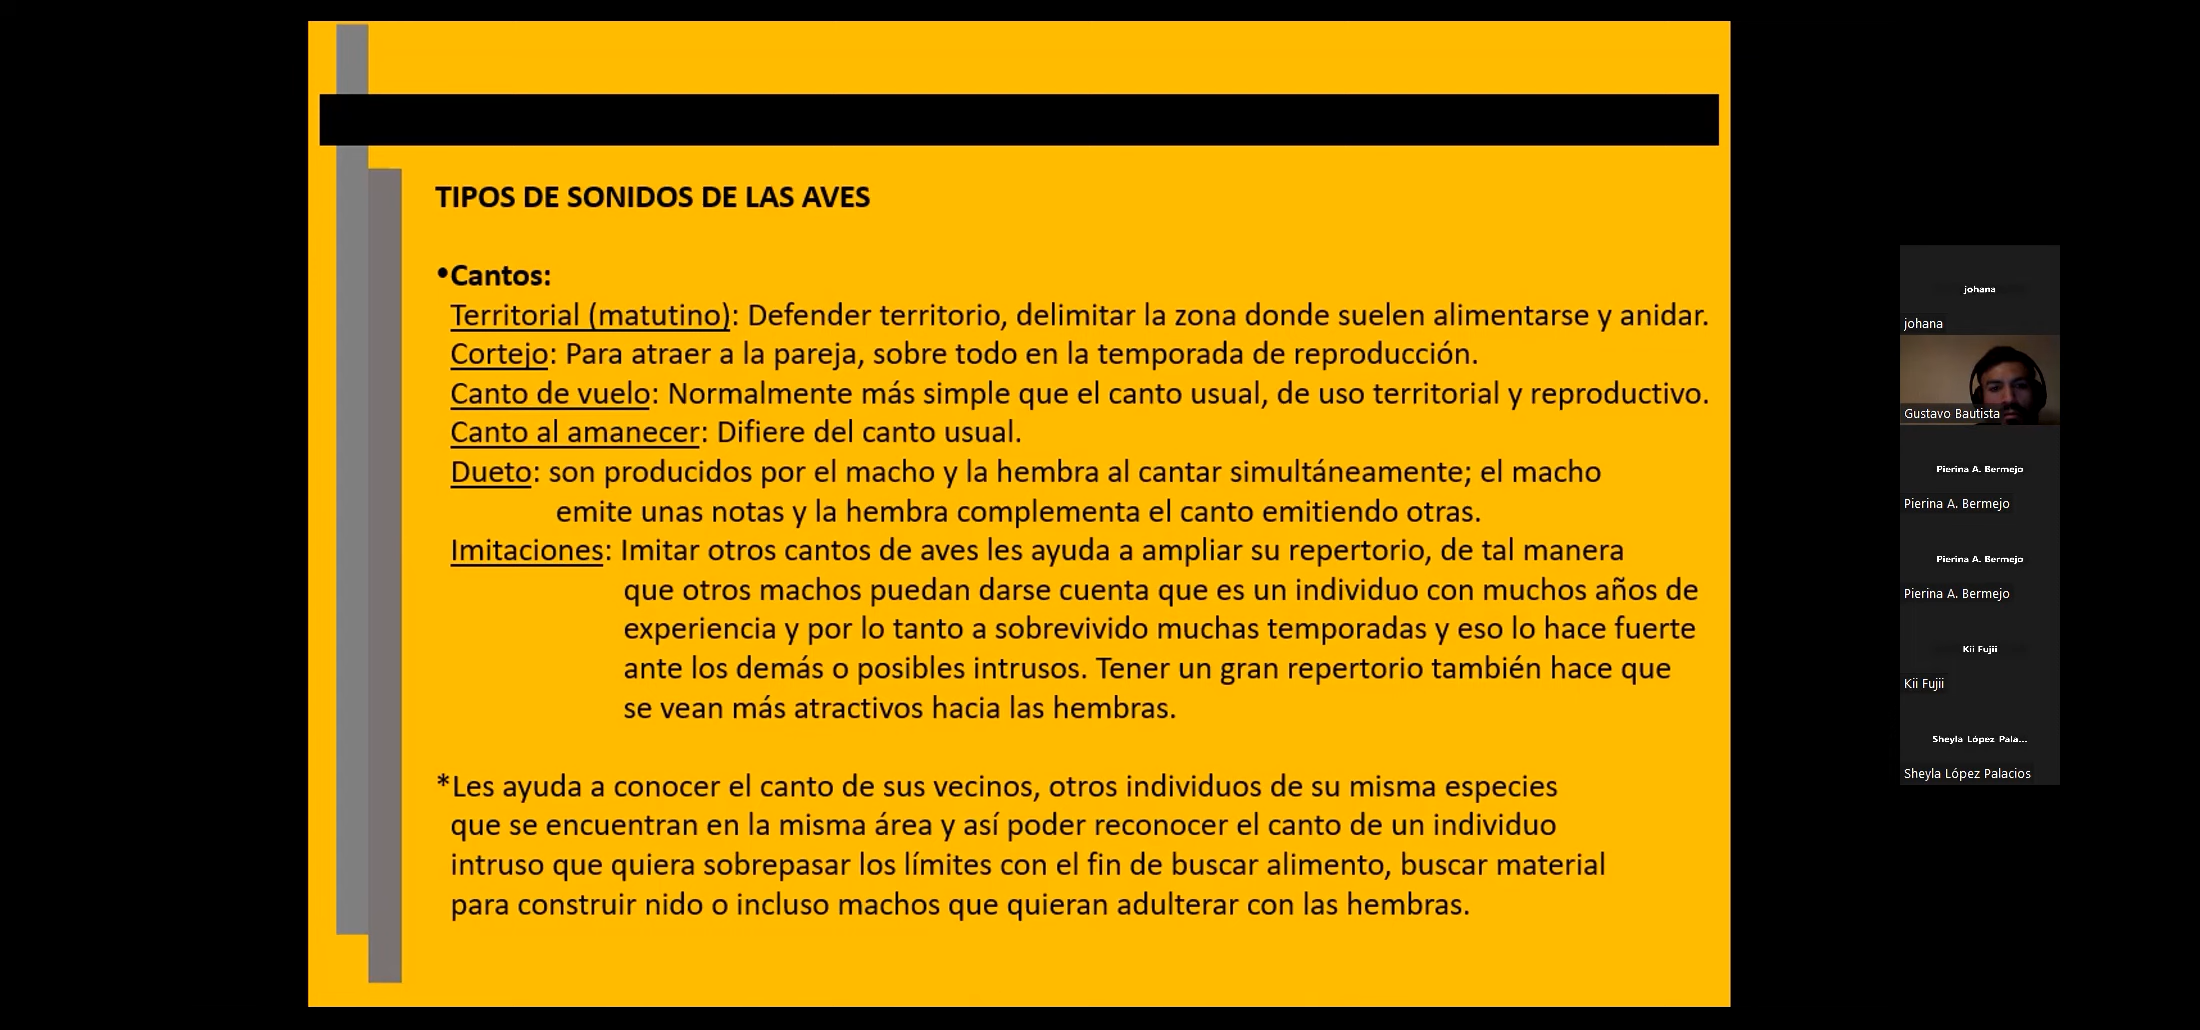 TIPOS DE SONIDOS DE LAS AVES
•Cantos:
Territorial (matutino): Defender territorio, delimitar la zona donde suelen alimentarse y anidar.
Cortejo: Para atraer a la pareja, sobre todo en la temporada de reproducción.
Canto de vuelo: Normalmente más simple que el canto usual, de uso territorial y reproductivo.
Canto al amanecer: Difiere del canto usual.
Dueto: son producidos por el macho y la hembra al cantar simultáneamente; el macho
emite unas notas y la hembra complementa el canto emitiendo otras.
Imitaciones: Imitar otros cantos de aves les ayuda a ampliar su repertorio, de tal manera
que otros machos puedan darse cuenta que es un individuo con muchos años de
experiencia y por lo tanto a sobrevivido muchas temporadas y eso lo hace fuerte
ante los demás o posibles intrusos. Tener un gran repertorio también hace que
se vean más atractivos hacia las hembras.
*Les ayuda a conocer el canto de sus vecinos, otros individuos de su misma especies
que se encuentran en la misma área y así poder reconocer el canto de un individuo
intruso que quiera sobrepasar los límites con el fin de buscar alimento, buscar material
para construir nido o incluso machos que quieran adulterar con las hembras.
johana
johana
Gustavo Bautista
Pierina A. Bermejo
Pierina A. Bermejo
Pierina A. Bermejo
Pierina A. Bermejo
Kii Fujii
Kii Fujii
Sheyla López Pala...
Sheyla López Palacios